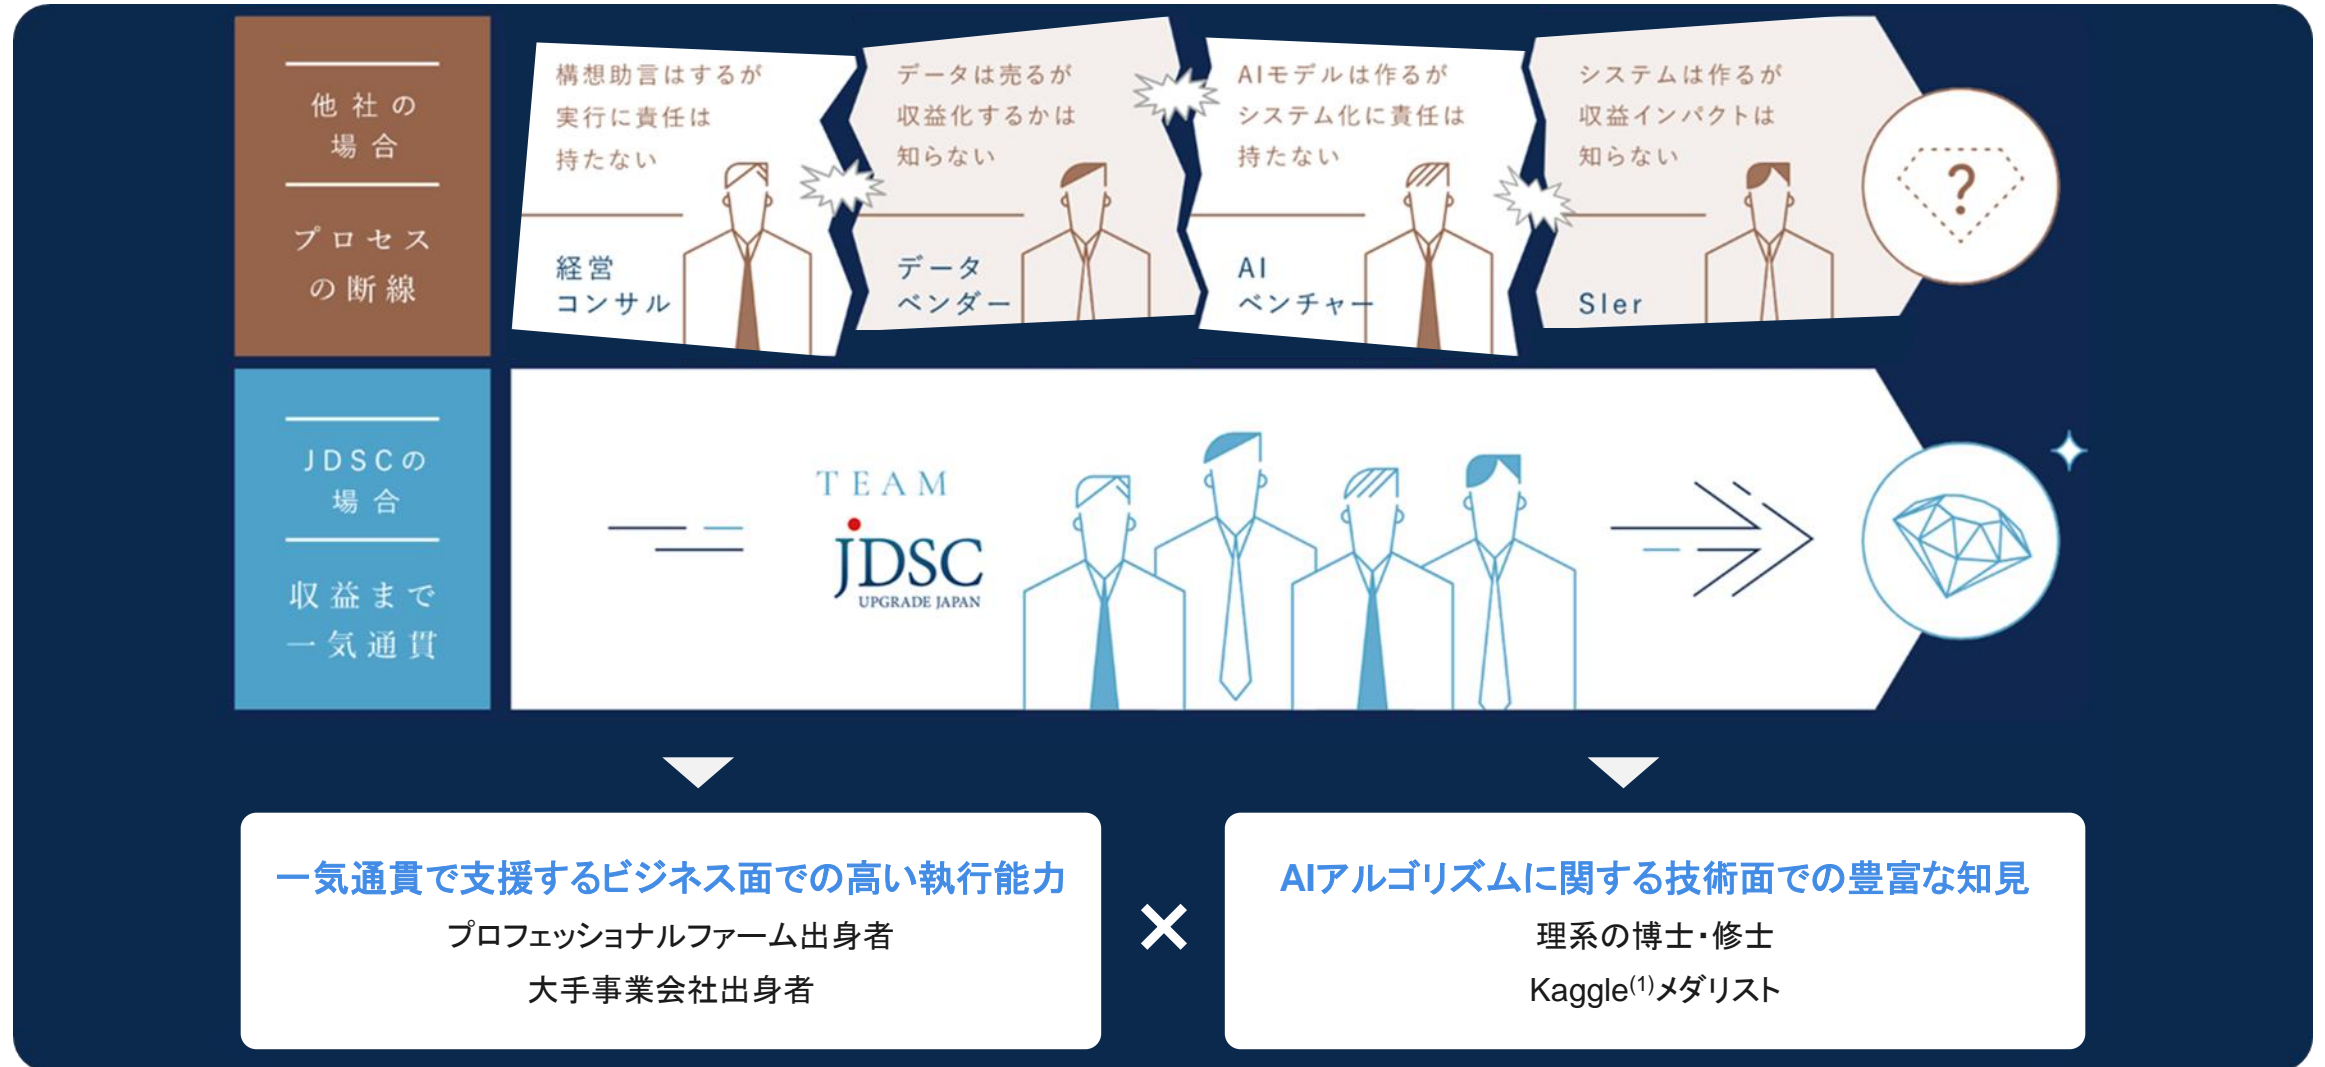 他社の
場合
プロセス
の断線
構想助言はするが
実行に責任は
持たない
経営
コンサル
データは売るが
収益化するかは
知らない
データ
ベンダー
AIモデルは作るが
システム化に責任は
持たない
AI
ベンチャー
システムは作るが
収益インパクトは
知らない
SIer
?
JDSCの
場合
収益まで
一気通貫
TEAM
JDSC
UPGRADE JAPAN
一気通貫で支援するビジネス面での高い執行能力
プロフェッショナルファーム出身者
大手事業会社出身者
×
AIアルゴリズムに関する技術面での豊富な知見
理系の博士・修士
Kaggle(1)メダリスト